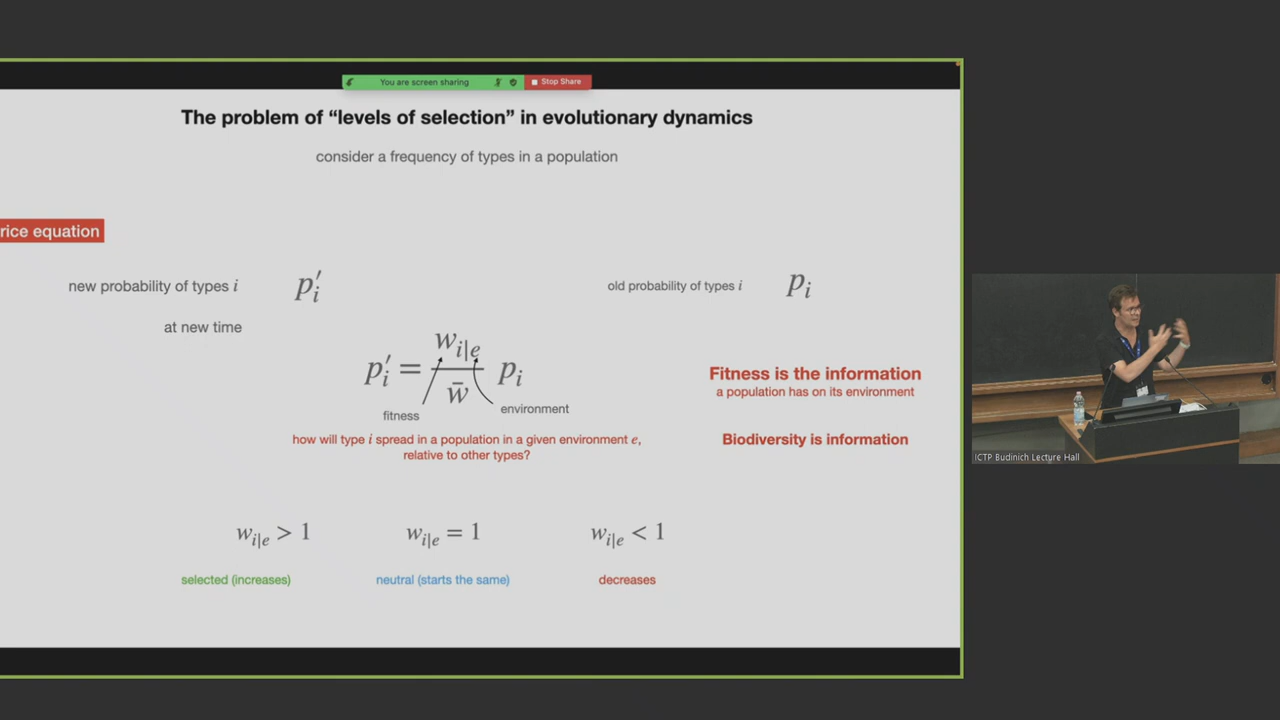 You are screen sharing
Stop Share
The problem of “levels of selection” in evolutionary dynamics
consider a frequency of types in a population
rice equation
new probability of types i p′ᵢ
old probability of types i pᵢ
at new time
p′ᵢ = w_{i|e} / w̄ pᵢ
fitness
environment
how will type i spread in a population in a given environment e,
relative to other types?
Fitness is the information
a population has on its environment
Biodiversity is information
w_{i|e} > 1
w_{i|e} = 1
w_{i|e} < 1
selected (increases)
neutral (starts the same)
decreases
ICTP Budinich Lecture Hall